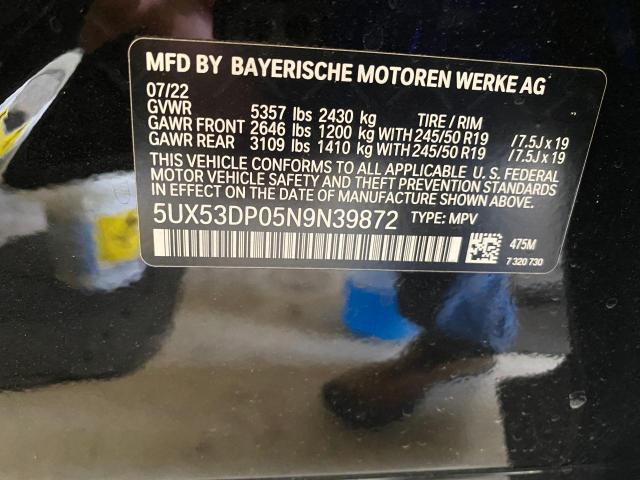 MFD BY BAYERISCHE MOTOREN WERKE AG
07/22
GVWR 5357 lbs 2430 kg TIRE / RIM
GAWR FRONT 2646 lbs 1200 kg WITH 245/50 R19 / 7.5J x 19
GAWR REAR 3109 lbs 1410 kg WITH 245/50 R19 / 7.5J x 19
THIS VEHICLE CONFORMS TO ALL APPLICABLE U. S. FEDERAL
MOTOR VEHICLE SAFETY AND THEFT PREVENTION STANDARDS
IN EFFECT ON THE DATE OF MANUFACTURE SHOWN ABOVE.
5UX53DP05N9N39872 TYPE: MPV
475M
7 320 730